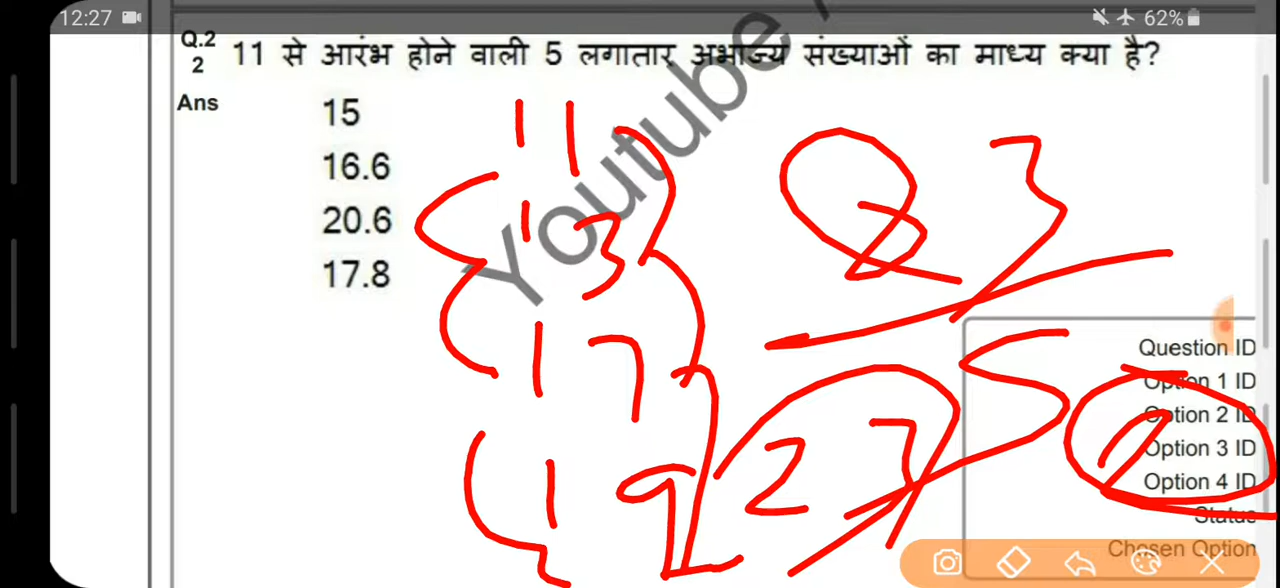 12:27 62%
Q.2
2
11 से आरंभ होने वाली 5 लगातार अभाज्य संख्याओं का माध्य क्या है?
Ans
15
16.6
20.6
17.8
Youtube
11
13
17
19
23
83
5
Question ID
Option 1 ID
Option 2 ID
Option 3 ID
Option 4 ID
Status
Chosen Option